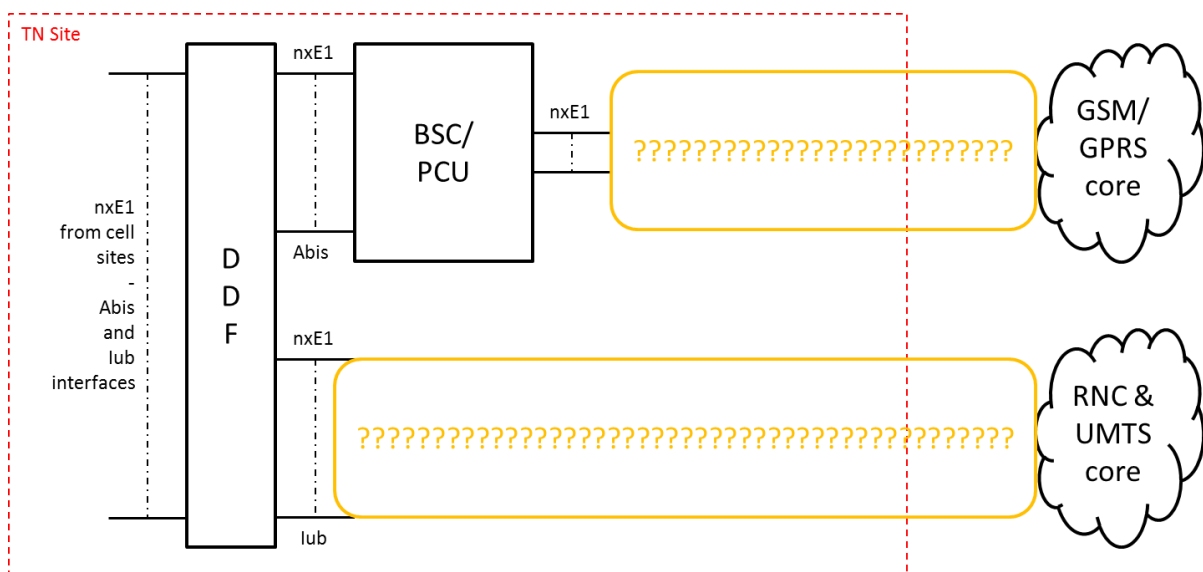 TN Site
nxE1
from cell
sites
-
Abis
and
Iub
interfaces
D
D
F
nxE1
Abis
BSC/
PCU
nxE1
?????????????????????????
GSM/
GPRS
core
nxE1
Iub
????????????????????????????????????????????
RNC &
UMTS
core